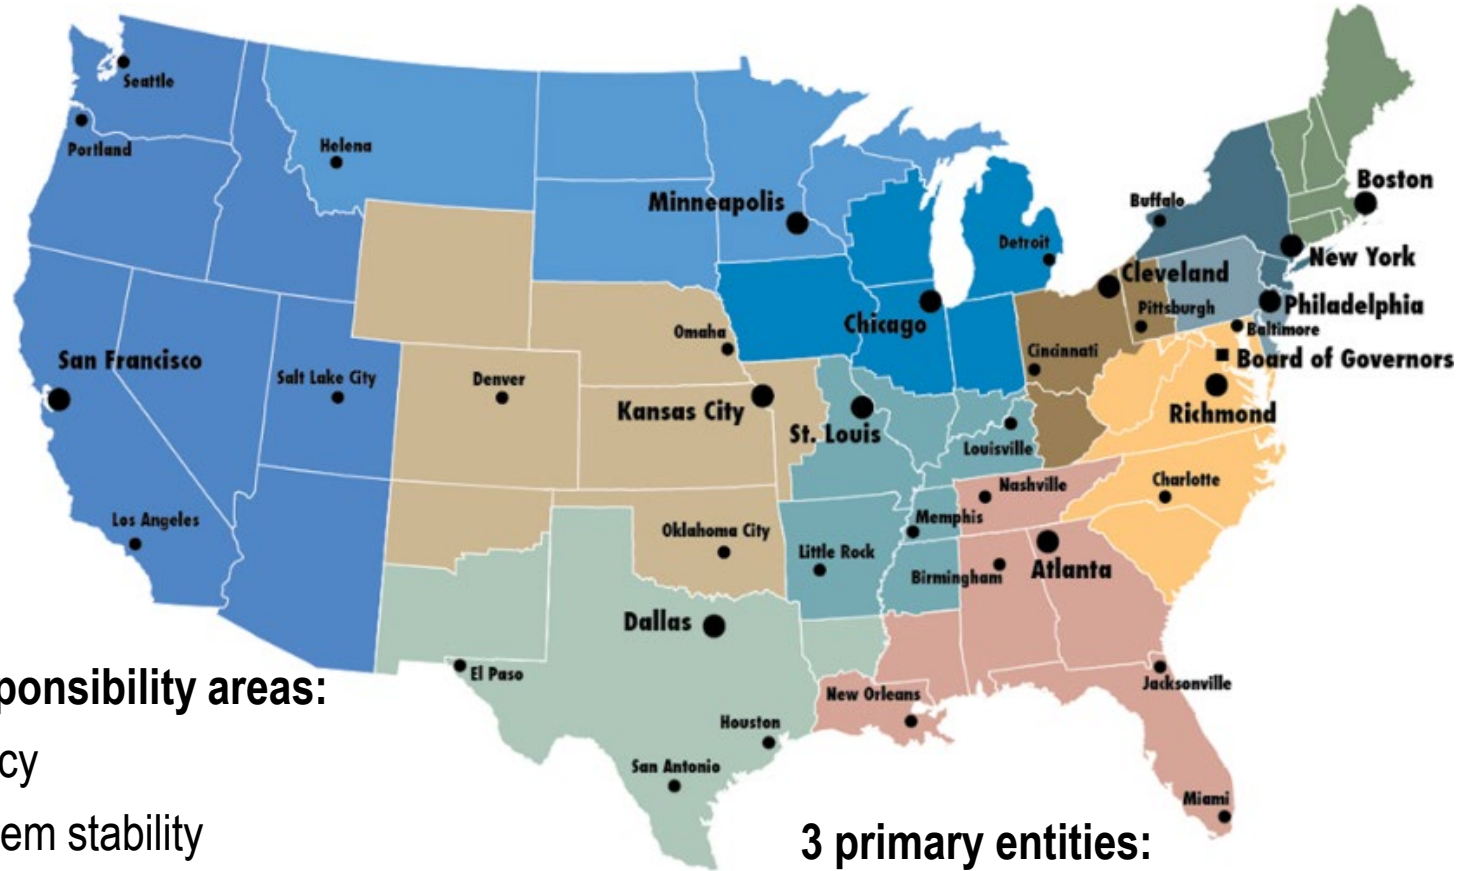 Seattle
Portland
Helena
Minneapolis
Buffalo
Boston
Detroit
New York
Cleveland
Pittsburgh
Philadelphia
Chicago
Baltimore
Omaha
Cincinnati
Board of Governors
San Francisco
Salt Lake City
Denver
Kansas City
St. Louis
Richmond
Louisville
Nashville
Charlotte
Los Angeles
Memphis
Oklahoma City
Little Rock
Birmingham
Atlanta
Dallas
El Paso
Jacksonville
New Orleans
Houston
San Antonio
Miami
ponsibility areas:
cy
em stability
3 primary entities: